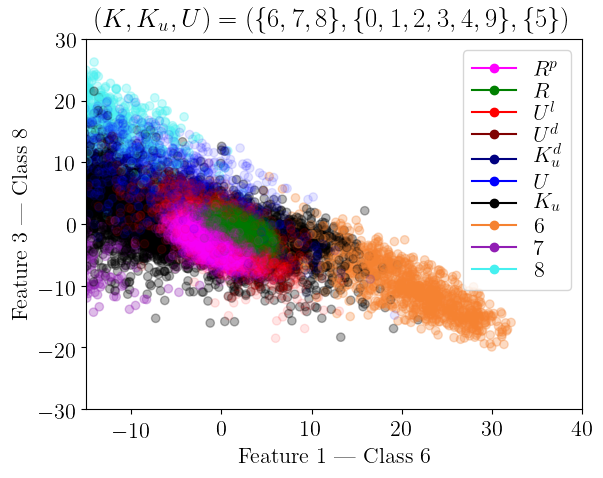 (K, K_u, U) = ({6, 7, 8}, {0, 1, 2, 3, 4, 9}, {5})
30
20
10
0
−10
−20
−30
Feature 3 — Class 8
−10
0
10
20
30
40
Feature 1 — Class 6
R^p
R
U^l
U^d
K_u^d
U
K_u
6
7
8